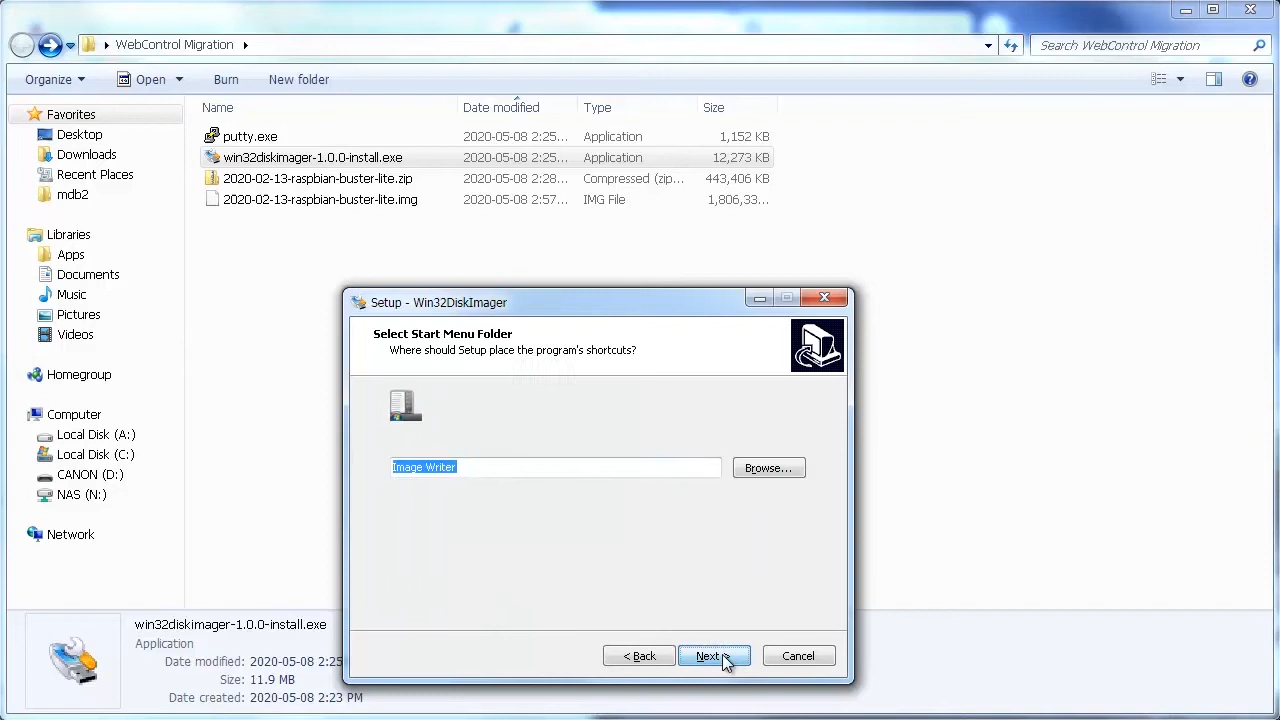 WebControl Migration
Search WebControl Migration
Organize
Open
Burn
New folder
Name
Date modified
Type
Size
putty.exe
2020-05-08 2:25...
Application
1,152 KB
win32diskimager-1.0.0-install.exe
2020-05-08 2:25...
Application
12,273 KB
2020-02-13-raspbian-buster-lite.zip
2020-05-08 2:28...
Compressed (zip...
443,406 KB
2020-02-13-raspbian-buster-lite.img
2020-05-08 2:57...
IMG File
1,806,33...
Favorites
Desktop
Downloads
Recent Places
mdb2
Libraries
Apps
Documents
Music
Pictures
Videos
Homegroup
Computer
Local Disk (A:)
Local Disk (C:)
CANON (D:)
NAS (N:)
Network
Setup - Win32DiskImager
Select Start Menu Folder
Where should Setup place the program's shortcuts?
Image Writer
Browse...
< Back
Next >
Cancel
win32diskimager-1.0.0-install.exe
Application
Date modified: 2020-05-08 2:25
Size: 11.9 MB
Date created: 2020-05-08 2:23 PM